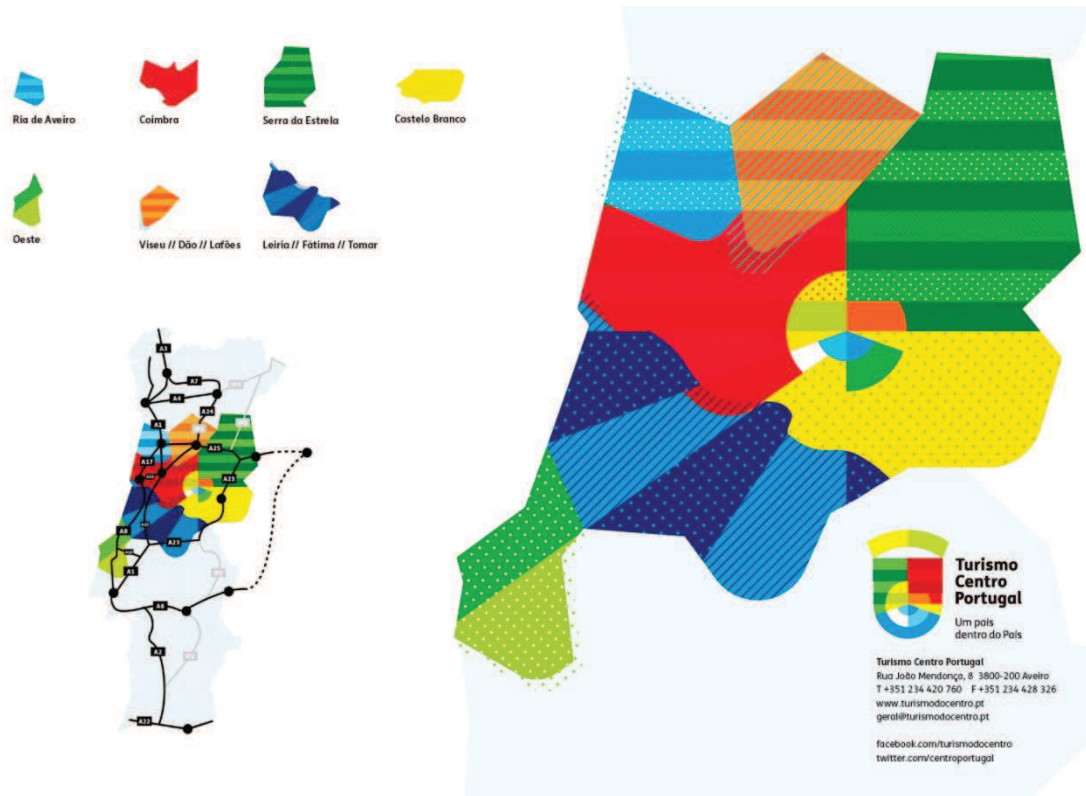 Ria de Aveiro
Coimbra
Serra da Estrela
Castelo Branco
Oeste
Viseu // Dão // Lafões
Leiria // Fátima // Tomar
A3
A7
A4
A24
A1
A25
A17
A23
A8
A23
A1
A6
A2
A22
Turismo
Centro
Portugal
Um país
dentro do País
Turismo Centro Portugal
Rua João Mendonça, 8 3800-200 Aveiro
T +351 234 420 760 F +351 234 428 326
www.turismodocentro.pt
geral@turismodocentro.pt
facebook.com/turismodocentro
twitter.com/centroportugal